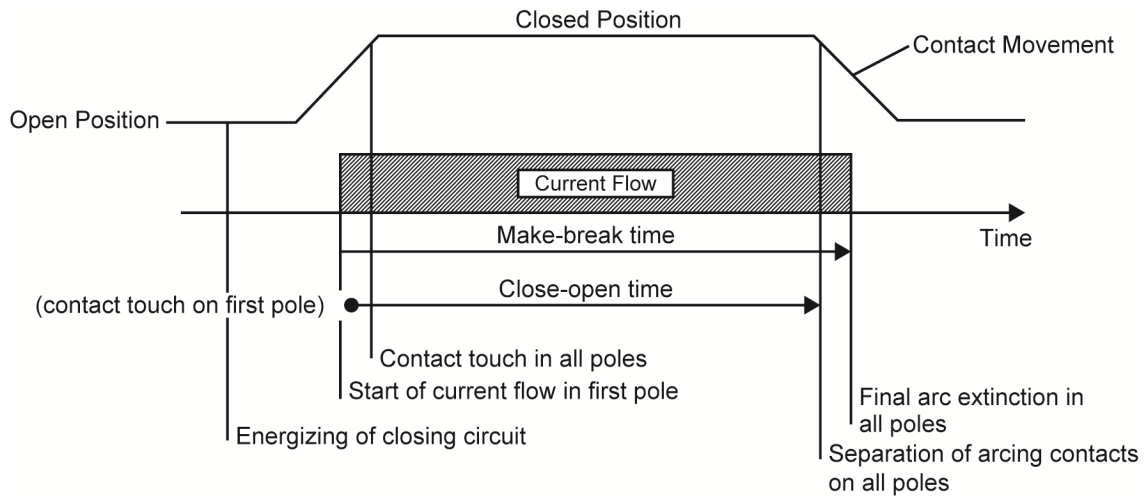 Closed Position
Contact Movement
Open Position
Current Flow
Make-break time
Time
Close-open time
(contact touch on first pole)
Contact touch in all poles
Start of current flow in first pole
Final arc extinction in
all poles
Energizing of closing circuit
Separation of arcing contacts
on all poles